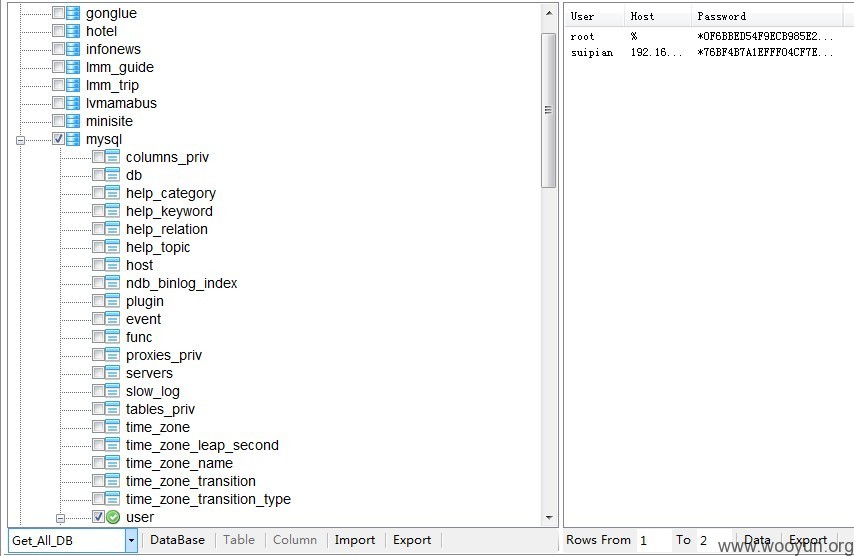 gonglue
hotel
infonews
lmm_guide
lmm_trip
lvmamabus
minisite
mysql
columns_priv
db
help_category
help_keyword
help_relation
help_topic
host
ndb_binlog_index
plugin
event
func
proxies_priv
servers
slow_log
tables_priv
time_zone
time_zone_leap_second
time_zone_name
time_zone_transition
time_zone_transition_type
user
Get_All_DB DataBase Table Column Import Export
User Host Password
root % *0F6BBED54F9ECB985E2...
suipian 192.16... *76BF4B7A1EFFF04CF7E...
Rows From 1 To 2 Data Export
www.wooyun.org